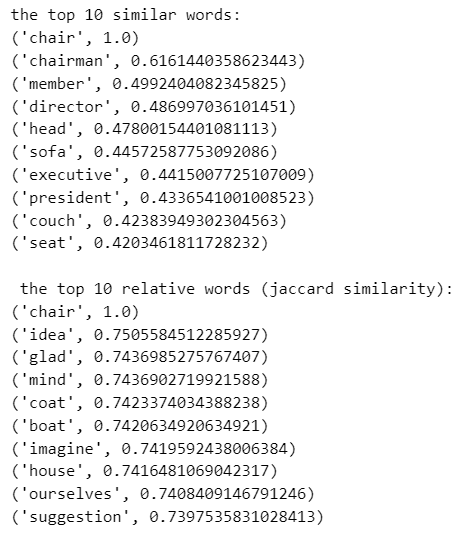 the top 10 similar words:
('chair', 1.0)
('chairman', 0.6161440358623443)
('member', 0.4992404082345825)
('director', 0.486997036101451)
('head', 0.47800154401081113)
('sofa', 0.44572587753092086)
('executive', 0.4415007725107009)
('president', 0.4336541001008523)
('couch', 0.42383949302304563)
('seat', 0.4203461811728232)
the top 10 relative words (jaccard similarity):
('chair', 1.0)
('idea', 0.7505584512285927)
('glad', 0.7436985275767407)
('mind', 0.7436902719921588)
('coat', 0.7423374034388238)
('boat', 0.7420634920634921)
('imagine', 0.7419592438006384)
('house', 0.7416481069042317)
('ourselves', 0.7408409146791246)
('suggestion', 0.7397535831028413)